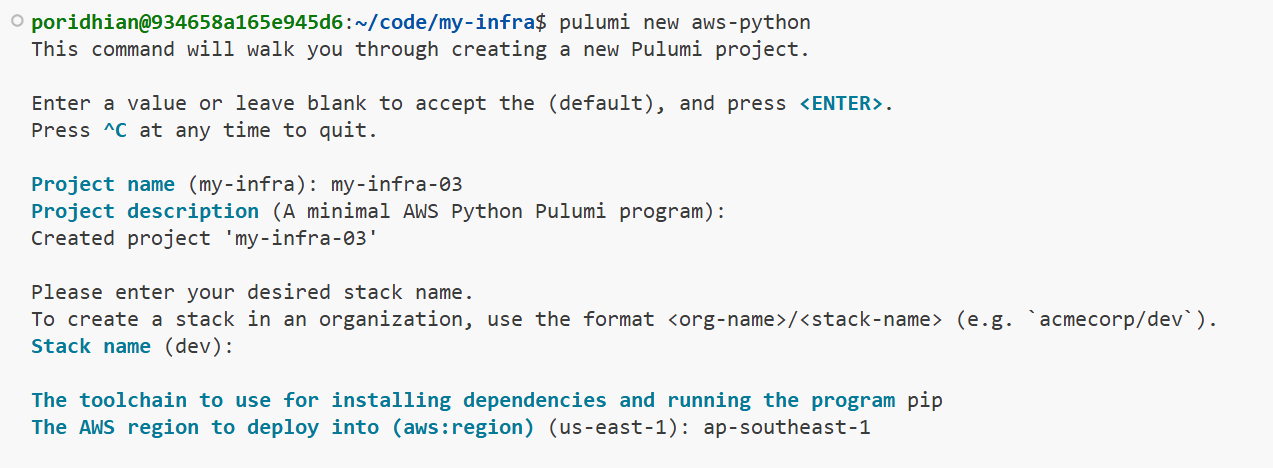 poridhian@934658a165e945d6:~/code/my-infra$ pulumi new aws-python
This command will walk you through creating a new Pulumi project.
Enter a value or leave blank to accept the (default), and press <ENTER>.
Press ^C at any time to quit.
Project name (my-infra): my-infra-03
Project description (A minimal AWS Python Pulumi program):
Created project 'my-infra-03'
Please enter your desired stack name.
To create a stack in an organization, use the format <org-name>/<stack-name> (e.g. `acmecorp/dev`).
Stack name (dev):
The toolchain to use for installing dependencies and running the program pip
The AWS region to deploy into (aws:region) (us-east-1): ap-southeast-1